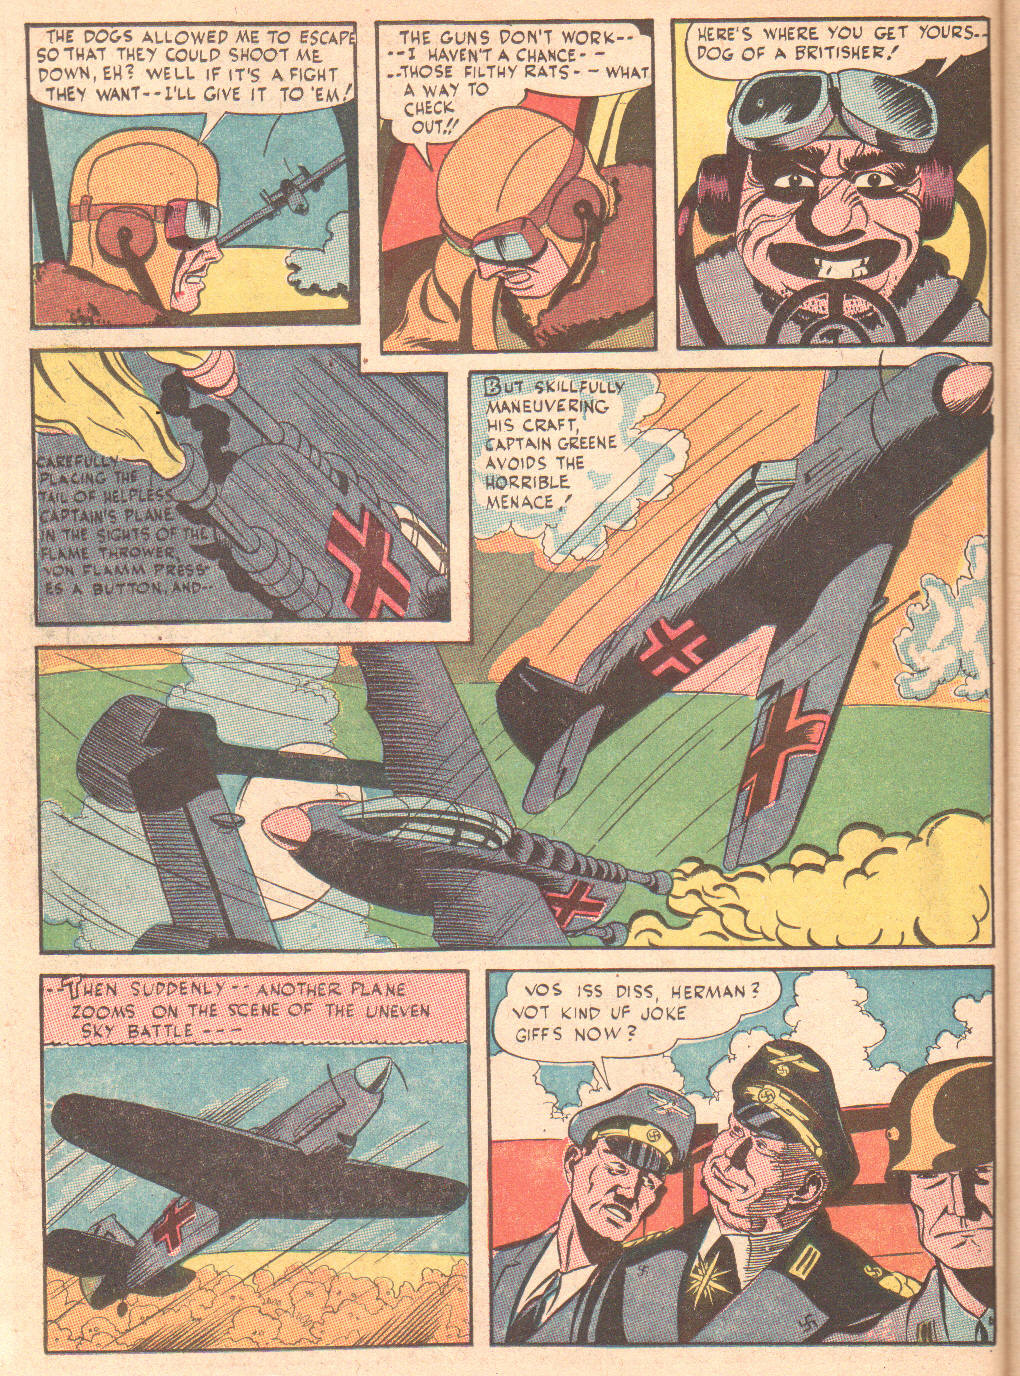 THE DOGS ALLOWED ME TO ESCAPE
SO THAT THEY COULD SHOOT ME
DOWN, EH? WELL IF IT'S A FIGHT
THEY WANT--I'LL GIVE IT TO 'EM!
THE GUNS DON'T WORK--
--I HAVEN'T A CHANCE--
--THOSE FILTHY RATS--WHAT
A WAY TO
CHECK
OUT!!
HERE'S WHERE YOU GET YOURS--
DOG OF A BRITISHER!
CAREFULLY
PLACING THE
TAIL OF HELPLESS
CAPTAIN'S PLANE
IN THE SIGHTS OF THE
FLAME THROWER,
VON FLAMM PRESS-
ES A BUTTON, AND--
BUT SKILLFULLY
MANEUVERING
HIS CRAFT,
CAPTAIN GREENE
AVOIDS THE
HORRIBLE
MENACE!
--THEN SUDDENLY--ANOTHER PLANE
ZOOMS ON THE SCENE OF THE UNEVEN
SKY BATTLE ---
VOS ISS DISS, HERMAN?
VOT KIND UF JOKE
GIFFS NOW?